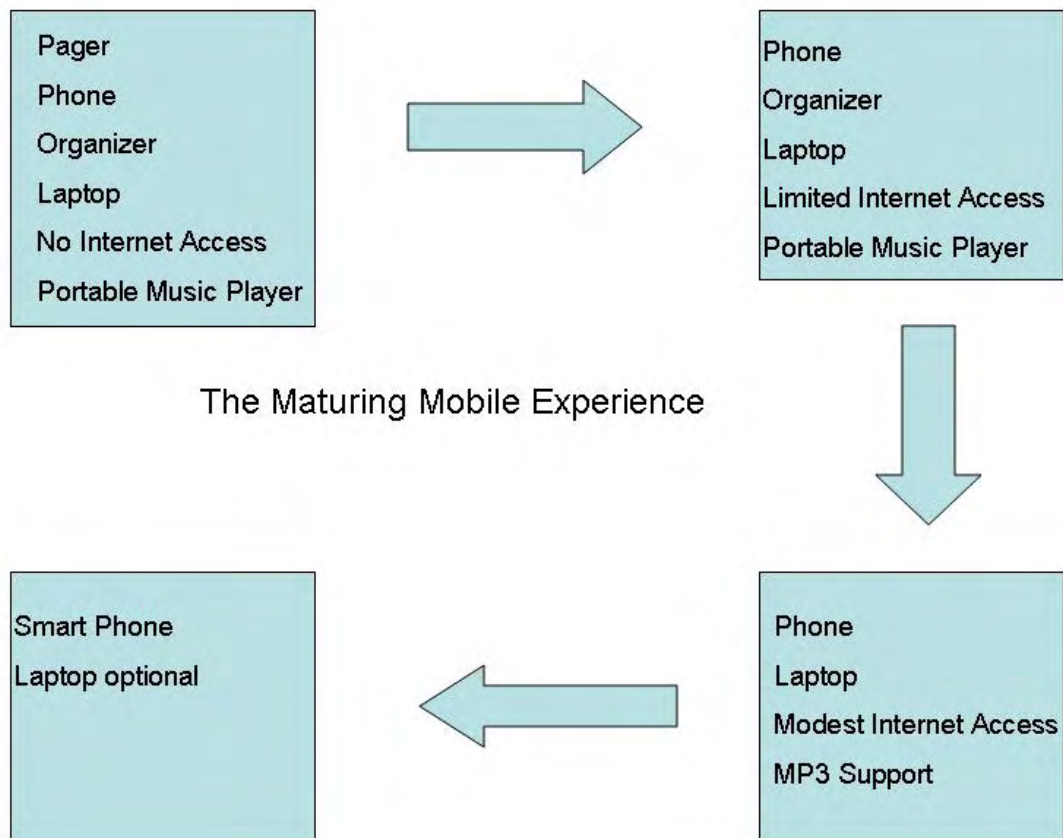 Pager
Phone
Organizer
Laptop
No Internet Access
Portable Music Player
Phone
Organizer
Laptop
Limited Internet Access
Portable Music Player
The Maturing Mobile Experience
Phone
Laptop
Modest Internet Access
MP3 Support
Smart Phone
Laptop optional